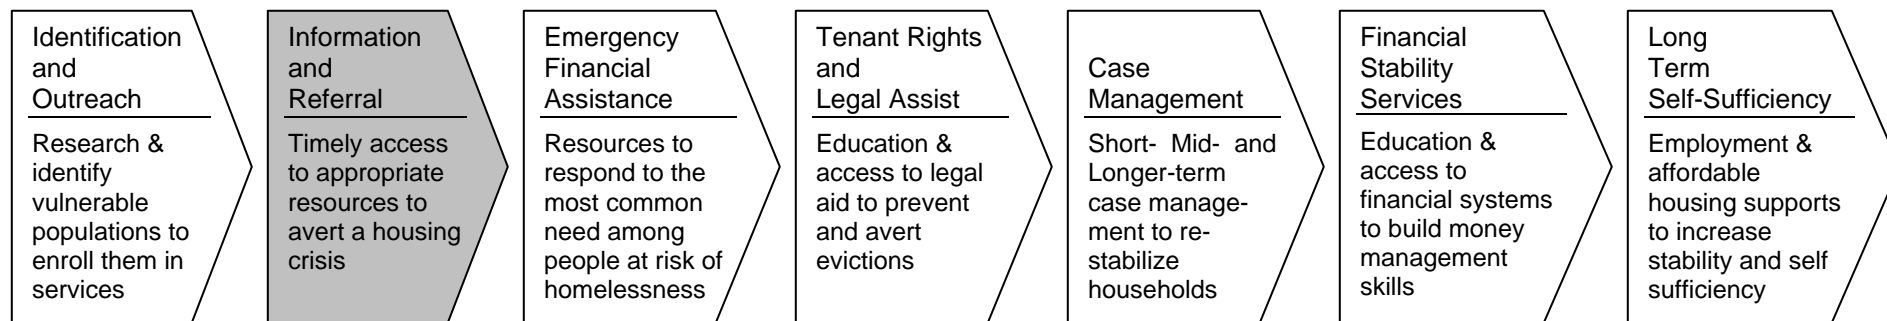 Identification
and
Outreach
Research &
identify
vulnerable
populations to
enroll them in
services
Information
and
Referral
Timely access
to appropriate
resources to
avert a housing
crisis
Emergency
Financial
Assistance
Resources to
respond to the
most common
need among
people at risk of
homelessness
Tenant Rights
and
Legal Assist
Education &
access to legal
aid to prevent
and avert
evictions
Case
Management
Short- Mid- and
Longer-term
case manage-
ment to re-
stabilize
households
Financial
Stability
Services
Education &
access to
financial systems
to build money
management
skills
Long
Term
Self-Sufficiency
Employment &
affordable
housing supports
to increase
stability and self
sufficiency